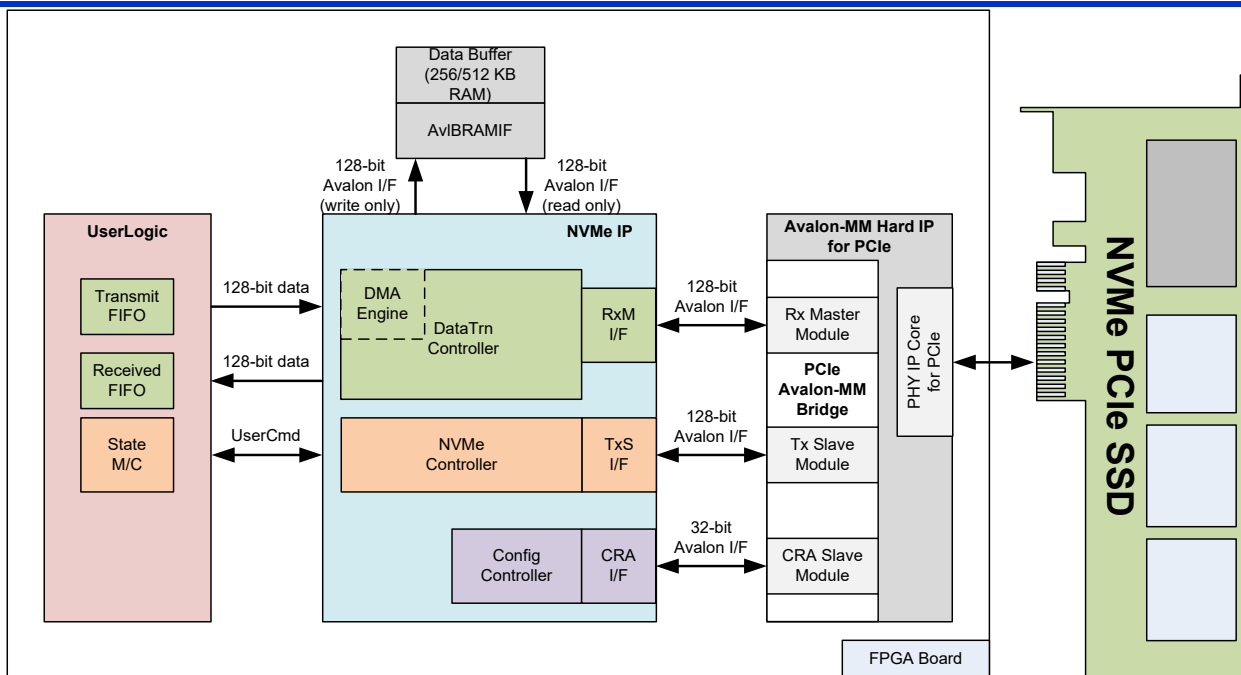 Data Buffer
(256/512 KB
RAM)
AvlBRAMIF
128-bit
Avalon I/F
(write only)
128-bit
Avalon I/F
(read only)
UserLogic
Transmit
FIFO
Received
FIFO
State
M/C
128-bit data
128-bit data
UserCmd
NVMe IP
DMA
Engine
DataTrn
Controller
RxM
I/F
NVMe
Controller
TxS
I/F
Config
Controller
CRA
I/F
128-bit
Avalon I/F
128-bit
Avalon I/F
32-bit
Avalon I/F
Avalon-MM Hard IP
for PCIe
Rx Master
Module
PCIe
Avalon-MM
Bridge
Tx Slave
Module
CRA Slave
Module
PHY IP Core
for PCIe
NVMe PCIe SSD
FPGA Board